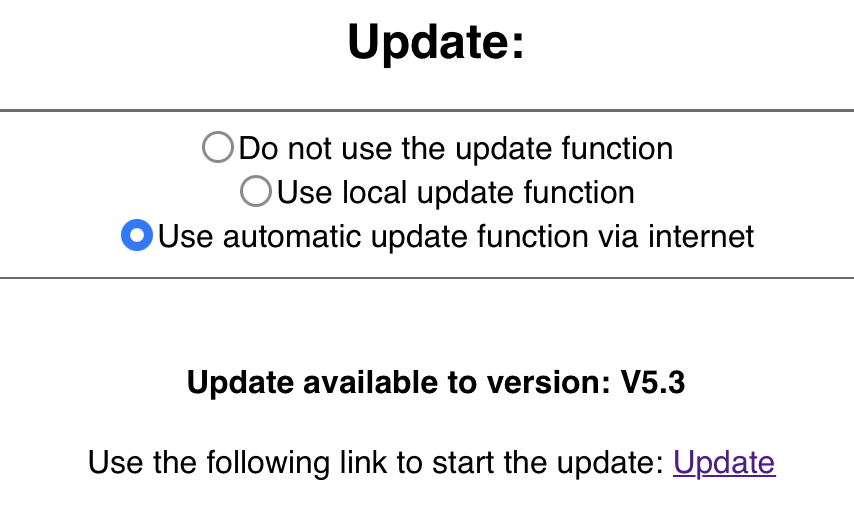 Update:
Do not use the update function
Use local update function
Use automatic update function via internet
Update available to version: V5.3
Use the following link to start the update: Update